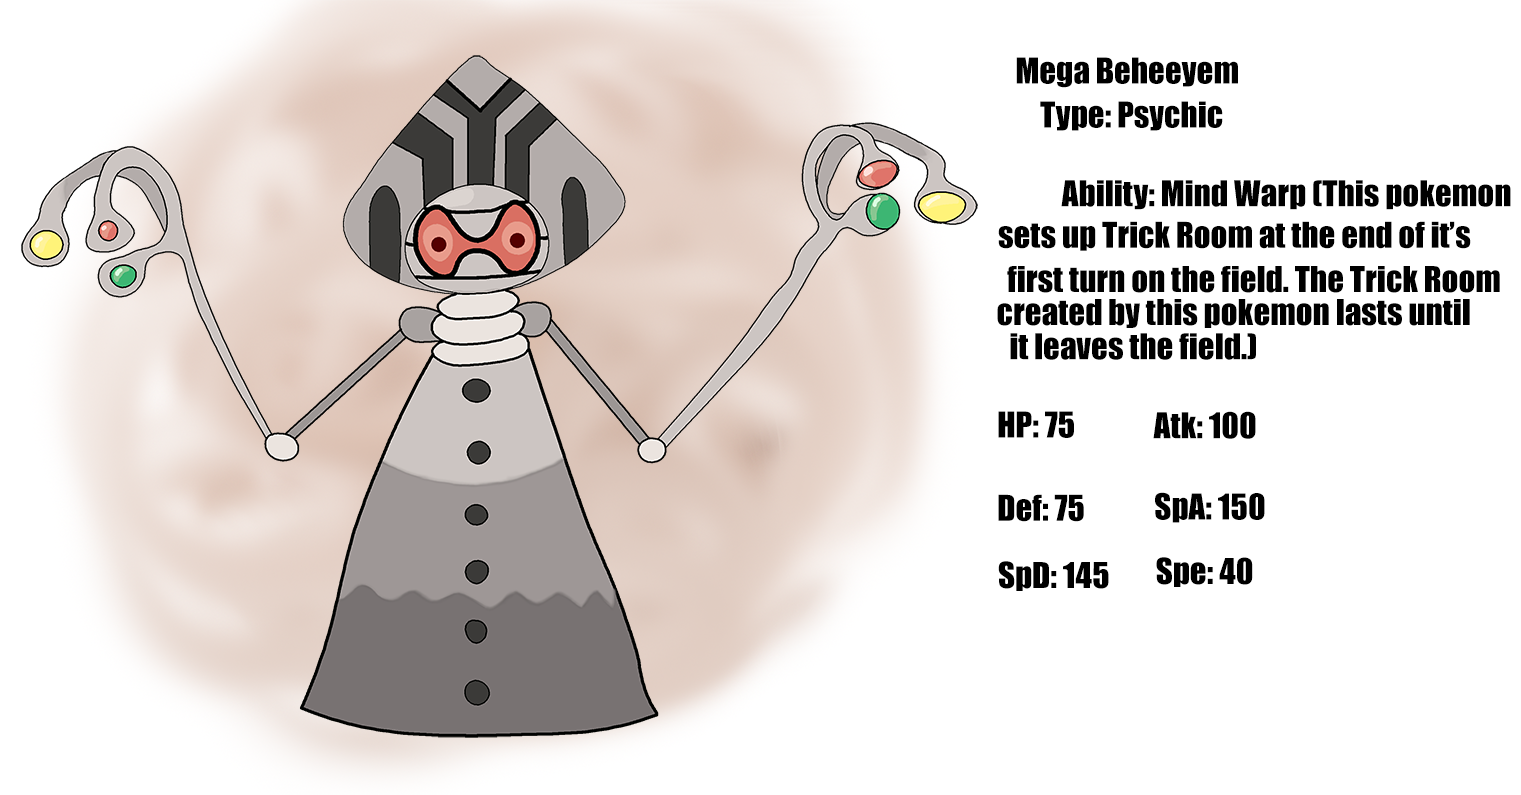 Mega Beheeyem
Type: Psychic
Ability: Mind Warp (This pokemon
sets up Trick Room at the end of it's
first turn on the field. The Trick Room
created by this pokemon lasts until
it leaves the field.)
HP: 75 Atk: 100
Def: 75 SpA: 150
SpD: 145 Spe: 40